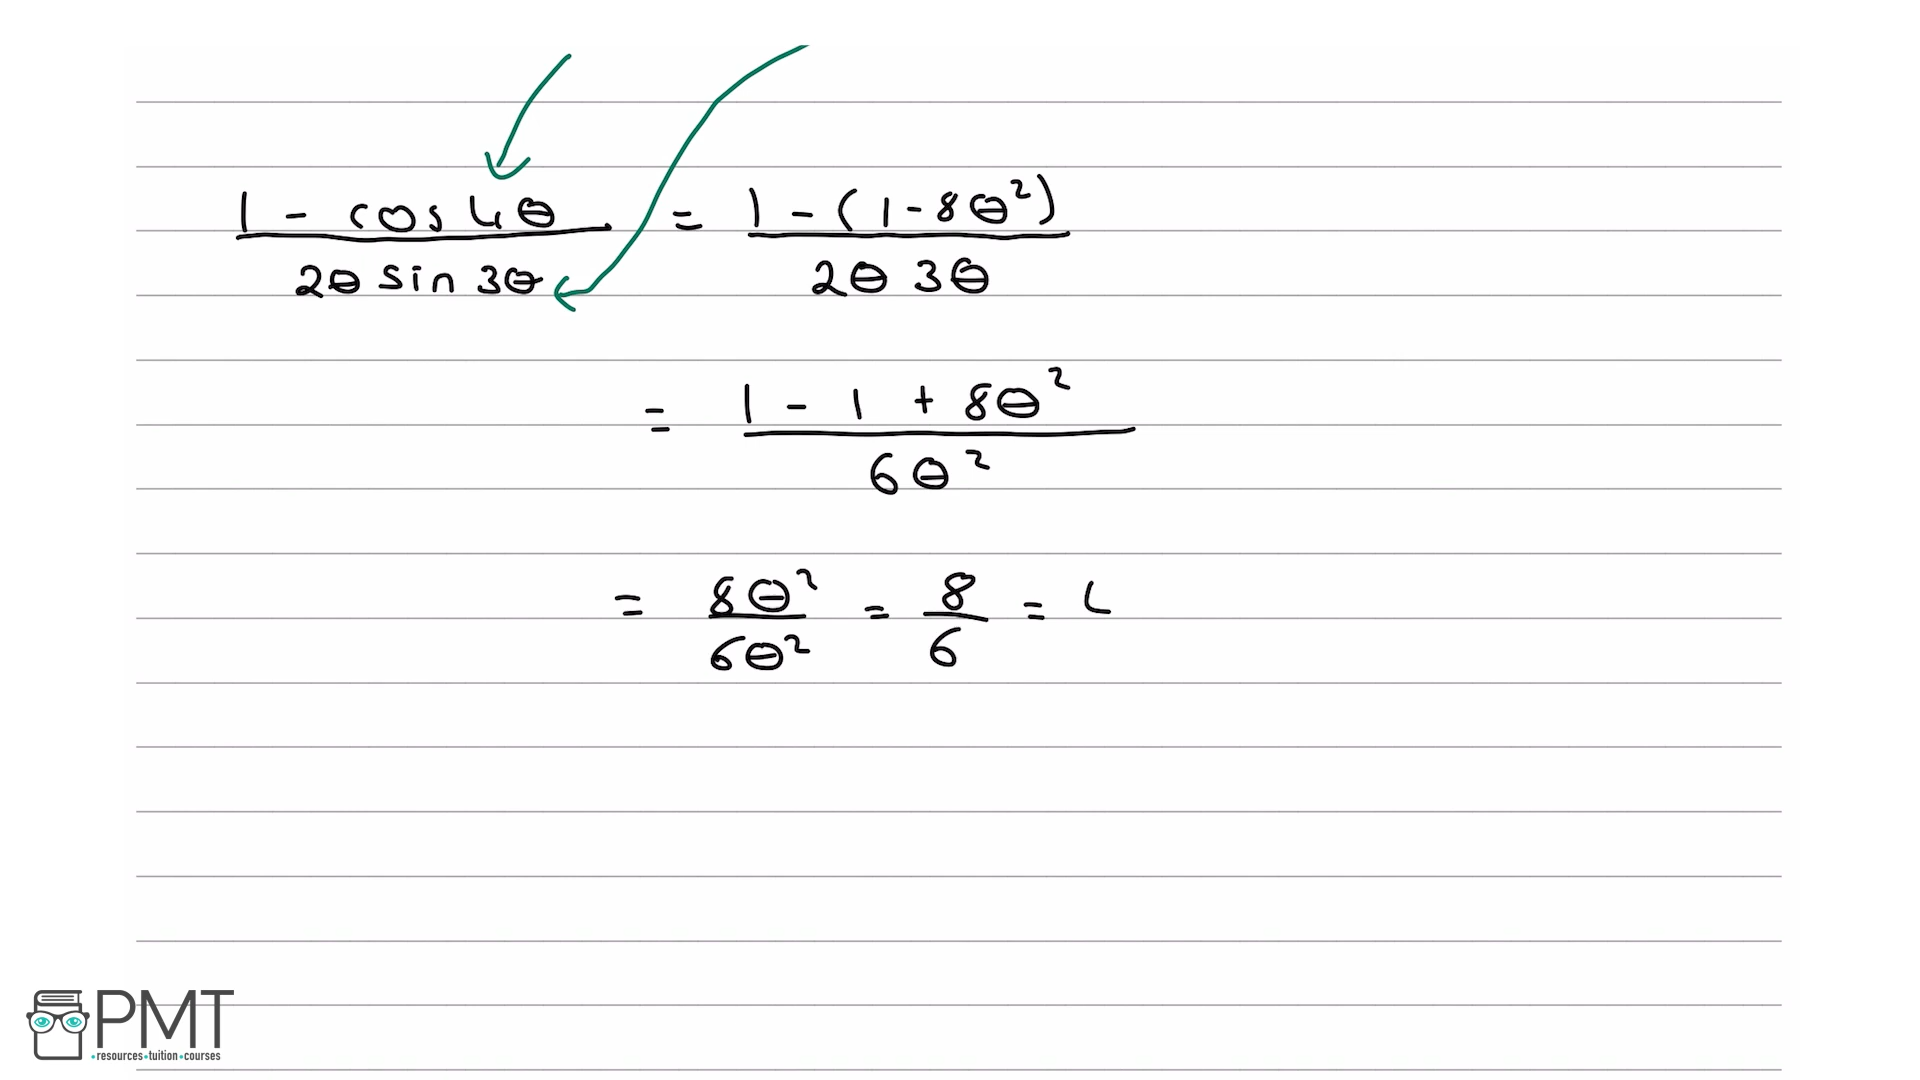 1 - cos 4θ / 2θ sin 3θ = 1 - (1 - 8θ²) / 2θ 3θ
= 1 - 1 + 8θ² / 6θ²
= 8θ² / 6θ² = 8 / 6 =
PMT
•resources•tuition•courses